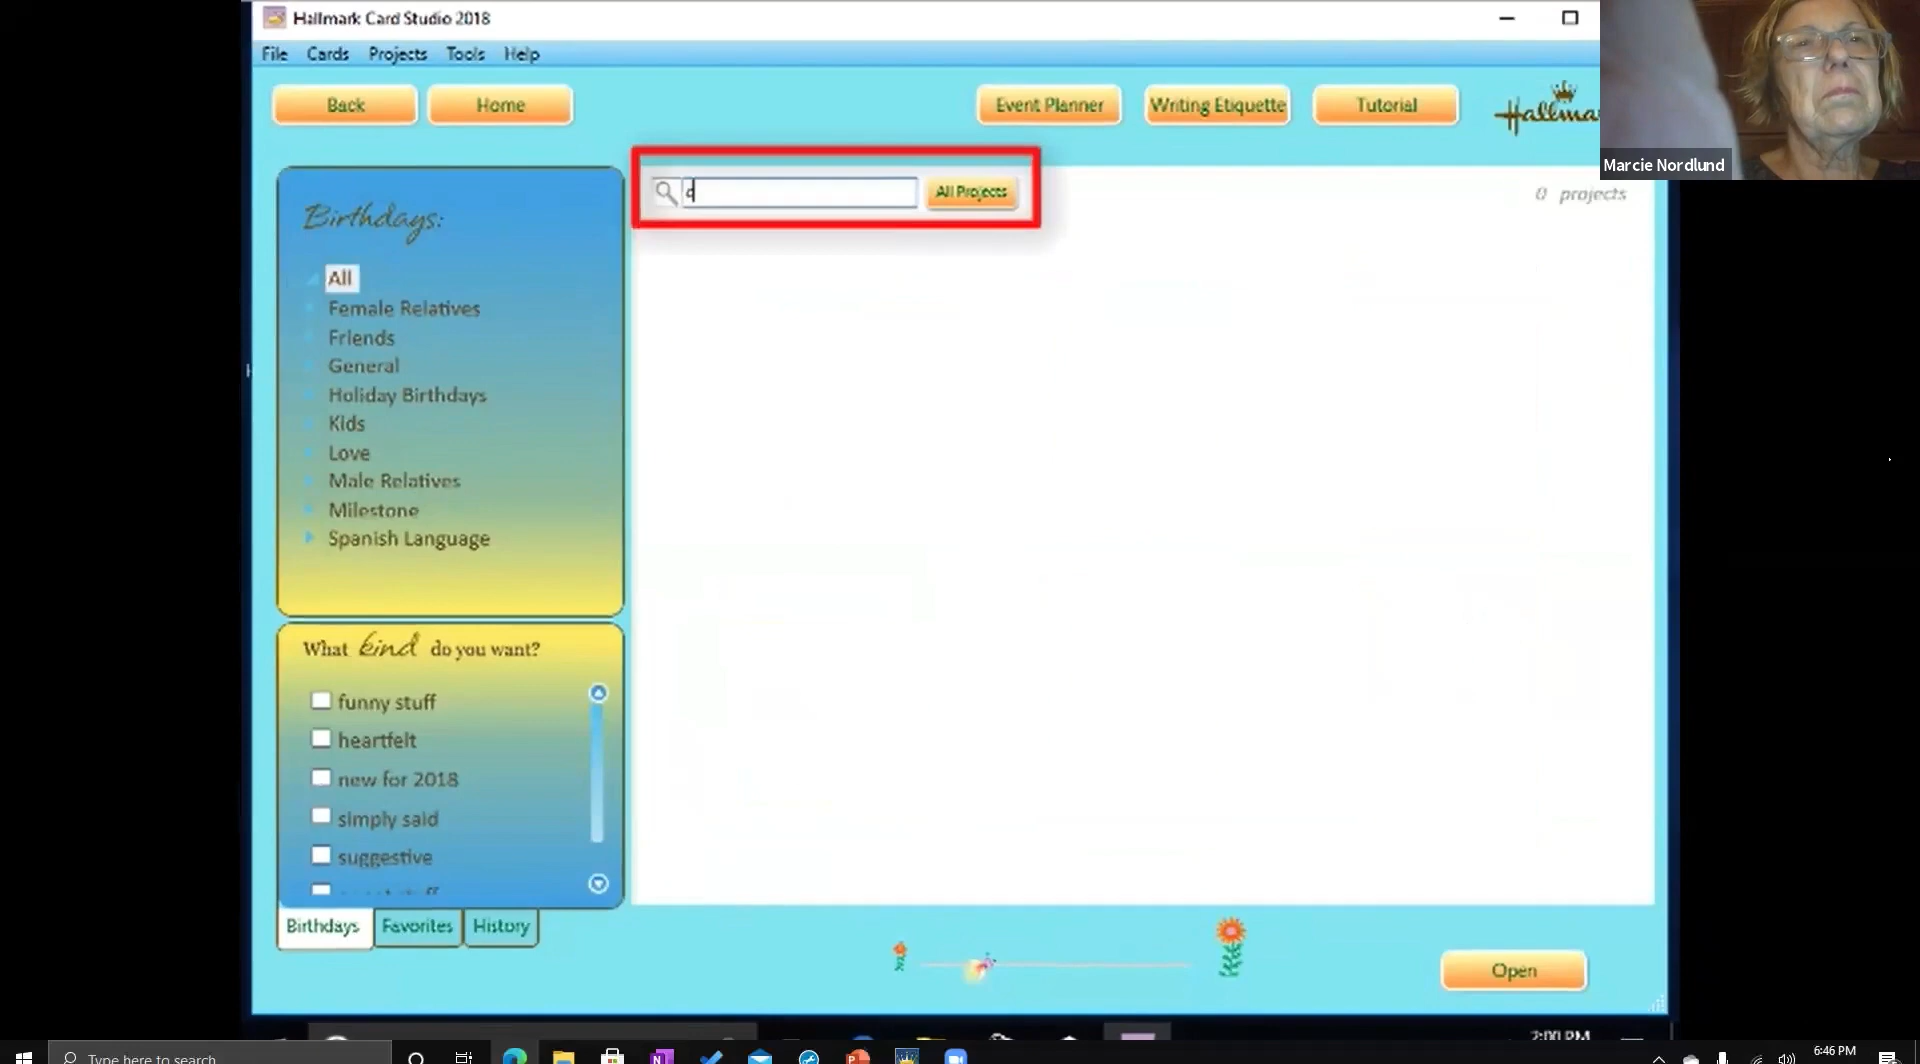 Hallmark Card Studio 2018
File Cards Projects Tools Help
Back Home Event Planner Writing Etiquette Tutorial
Marcie Nordlund
All Projects
0 projects
Birthdays:
All
Female Relatives
Friends
General
Holiday Birthdays
Kids
Love
Male Relatives
Milestone
Spanish Language
What kind do you want?
funny stuff
heartfelt
new for 2018
simply said
suggestive
Birthdays Favorites History
Open
2:00 PM
Type here to search
6:46 PM